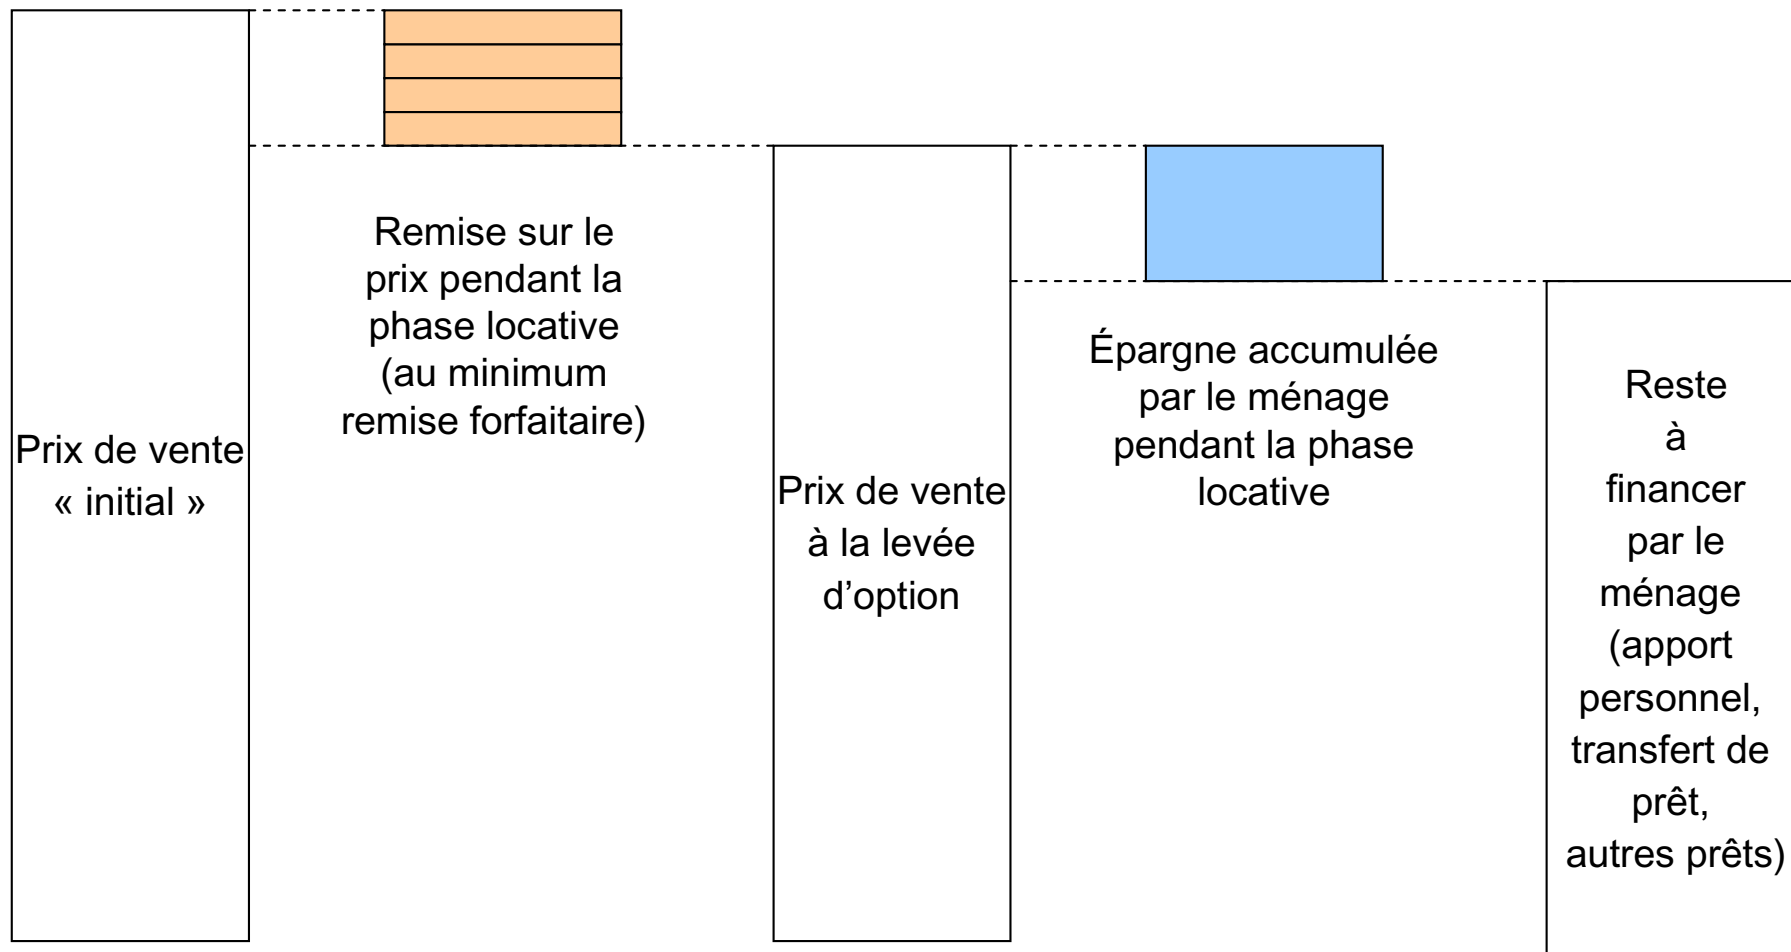 Prix de vente
« initial »
Remise sur le
prix pendant la
phase locative
(au minimum
remise forfaitaire)
Prix de vente
à la levée
d’option
Épargne accumulée
par le ménage
pendant la phase
locative
Reste
à
financer
par le
ménage
(apport
personnel,
transfert de
prêt,
autres prêts)